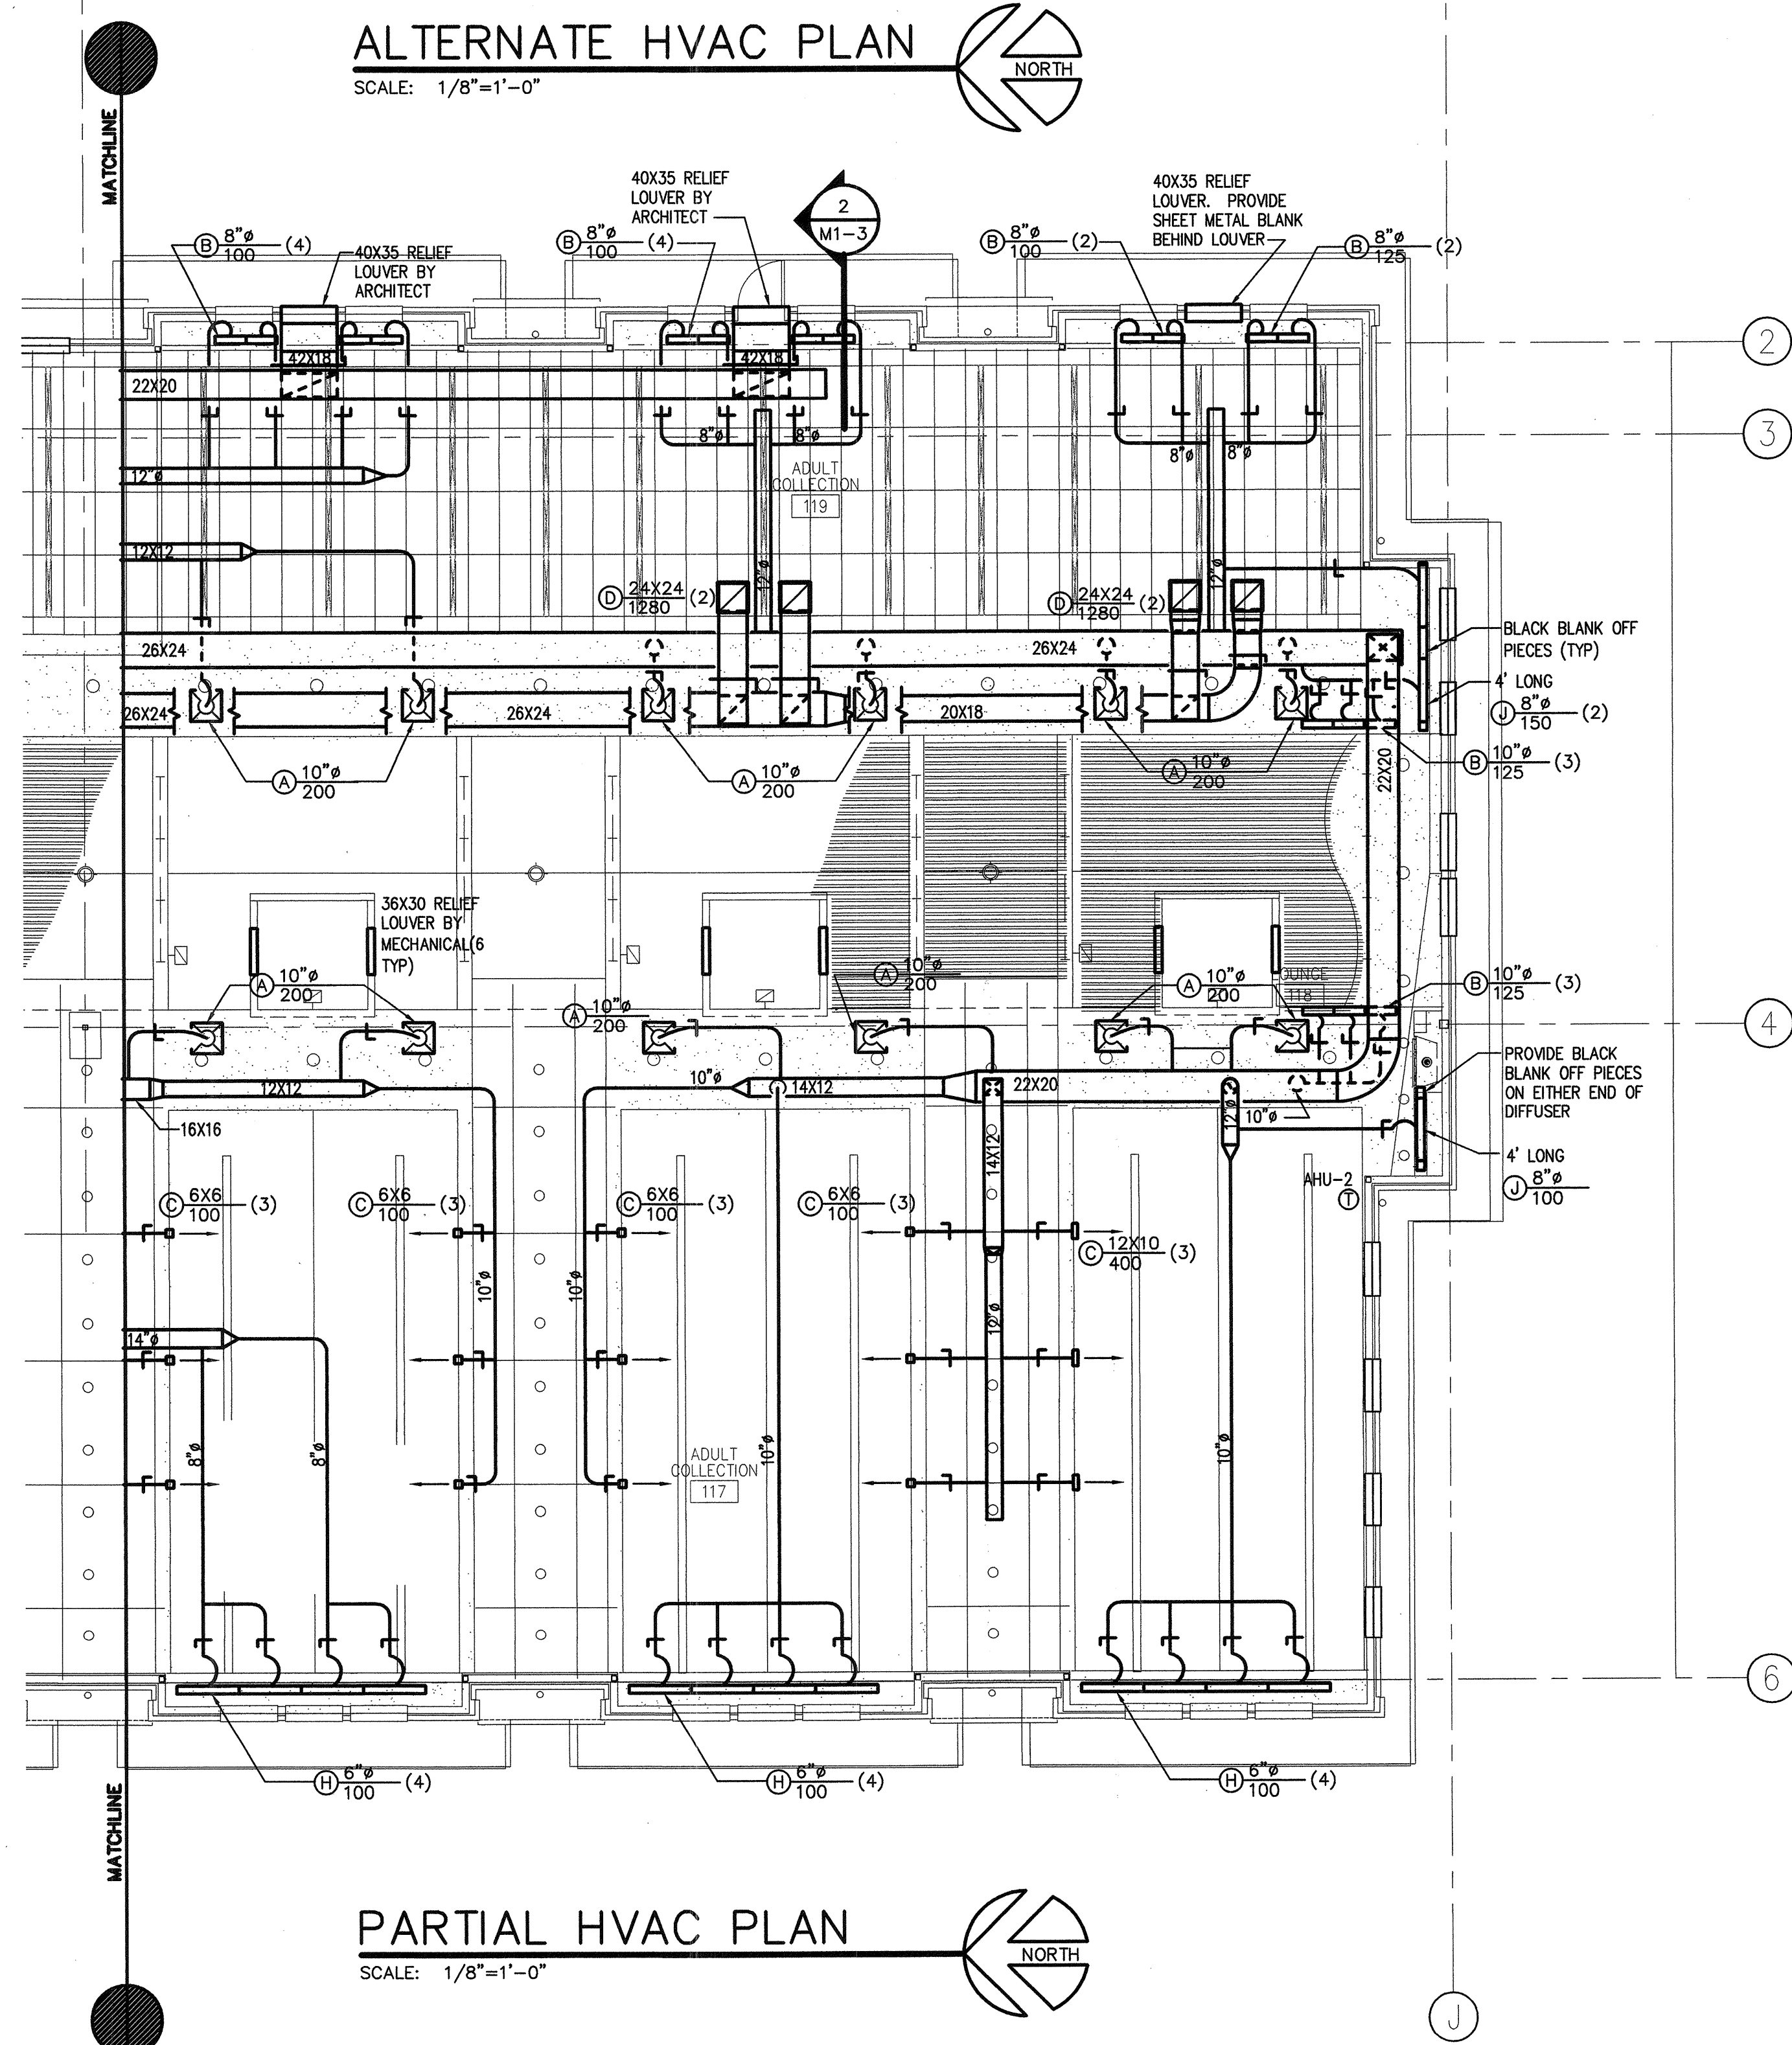 ALTERNATE HVAC PLAN
SCALE: 1/8"=1'-0"
NORTH
MATCHLINE
40X35 RELIEF
LOUVER BY
ARCHITECT
2
M1-3
40X35 RELIEF
LOUVER. PROVIDE
SHEET METAL BLANK
BEHIND LOUVER
B 8"ø (4)
100
40X35 RELIEF
LOUVER BY
ARCHITECT
B 8"ø (4)
100
B 8"ø (2)
100
B 8"ø (2)
125
2
42X18
42X18
22X20
3
8"ø
8"ø
8"ø
8"ø
12"ø
ADULT
COLLECTION
119
12X12
12"ø
12"ø
D 24X24 (2)
1280
D 24X24 (2)
1280
26X24
26X24
BLACK BLANK OFF
PIECES (TYP)
4' LONG
J 8"ø (2)
150
26X24
26X24
20X18
22X20
B 10"ø (3)
125
A 10"ø
200
A 10"ø
200
A 10"ø
200
36X30 RELIEF
LOUVER BY
MECHANICAL(6
TYP)
A 10"ø
200
A 10"ø
200
A 10"ø
200
A 10"ø
200
OUNGE
118
B 10"ø (3)
125
4
PROVIDE BLACK
BLANK OFF PIECES
ON EITHER END OF
DIFFUSER
12X12
10"ø
14X12
22X20
12"ø
10"ø
16X16
4' LONG
J 8"ø
100
14X12
AHU-2
T
C 6X6 (3)
100
C 6X6 (3)
100
C 6X6 (3)
100
C 6X6 (3)
100
C 12X10 (3)
400
10"ø
10"ø
12"ø
14"ø
8"ø
8"ø
10"ø
10"ø
ADULT
COLLECTION
117
6
H 6"ø (4)
100
H 6"ø (4)
100
H 6"ø (4)
100
MATCHLINE
PARTIAL HVAC PLAN
SCALE: 1/8"=1'-0"
NORTH
J